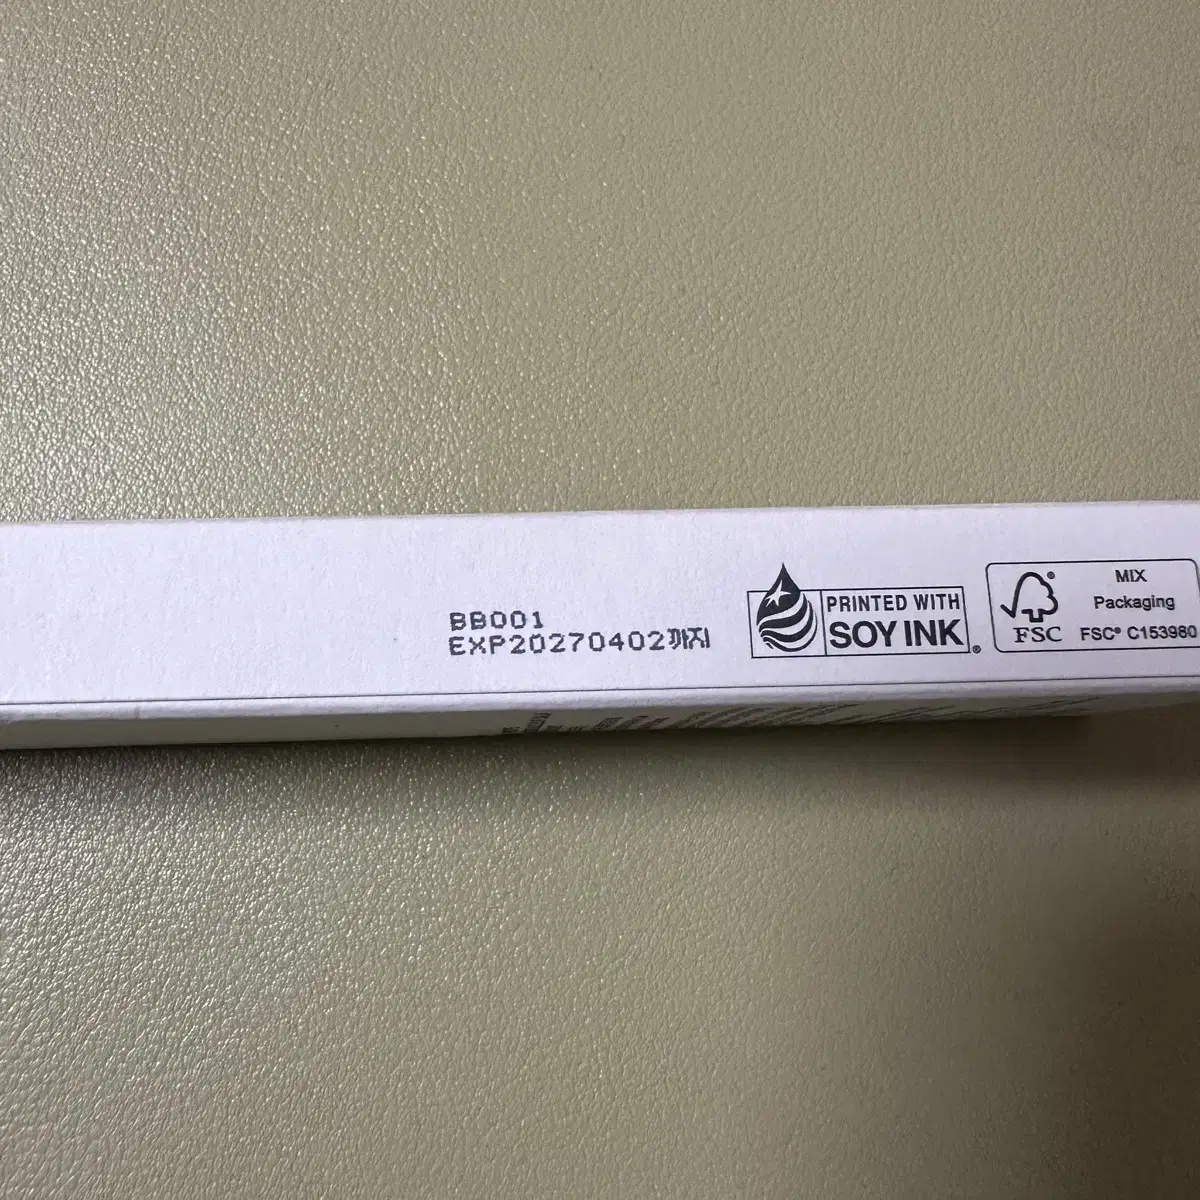 BB001
EXP20270402까지
PRINTED WITH
SOY INK
®
FSC
®
MIX
Packaging
FSC® C153980